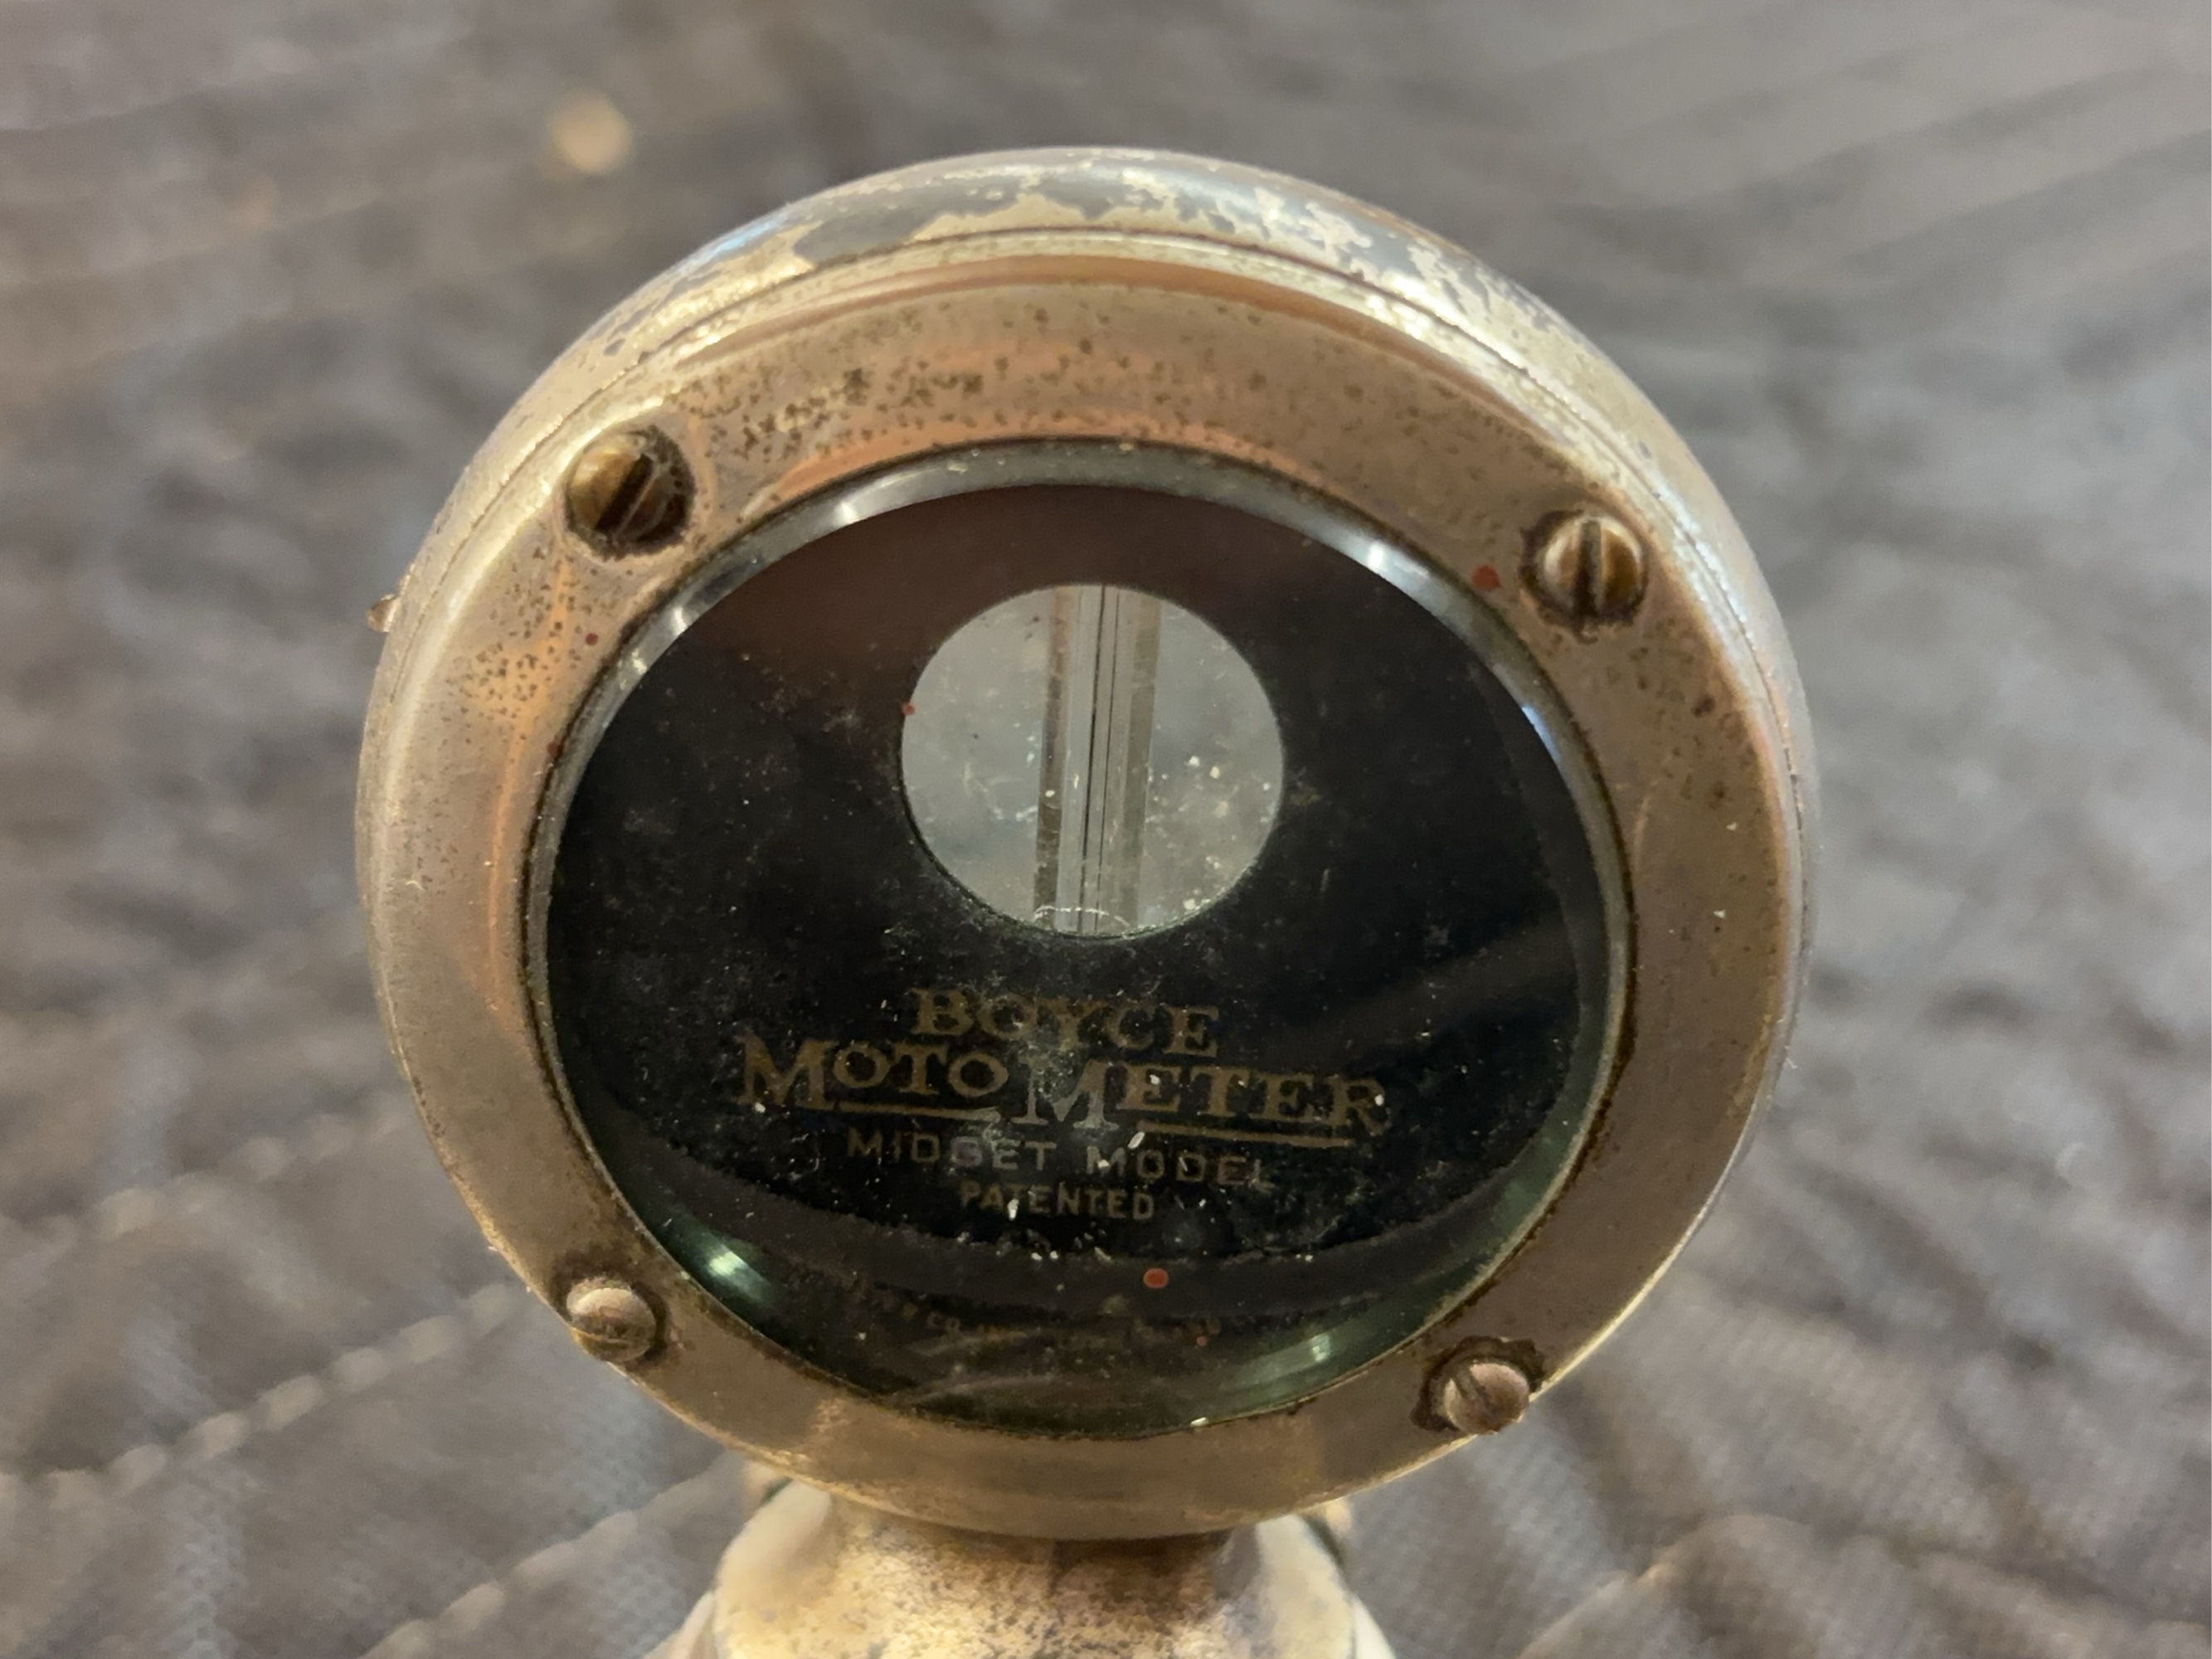 BOYCE
MOTO METER
MIDGET MODEL
PATENTED